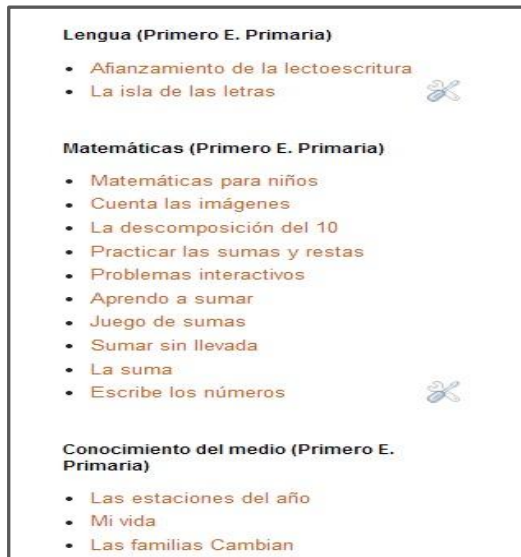 Lengua (Primero E. Primaria)
• Afianzamiento de la lectoescritura
• La isla de las letras
Matemáticas (Primero E. Primaria)
• Matemáticas para niños
• Cuenta las imágenes
• La descomposición del 10
• Practicar las sumas y restas
• Problemas interactivos
• Aprendo a sumar
• Juego de sumas
• Sumar sin llevada
• La suma
• Escribe los números
Conocimiento del medio (Primero E.
Primaria)
• Las estaciones del año
• Mi vida
• Las familias Cambian